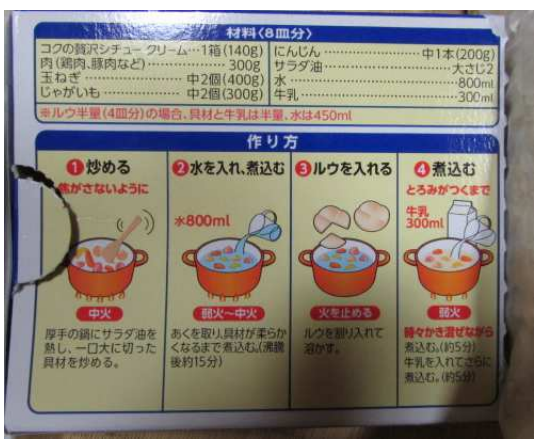 材料〈8皿分〉
コクの贅沢シチュー クリーム…1箱(140g)
肉(鶏肉、豚肉など)……300g
玉ねぎ……中2個(400g)
じゃがいも……中2個(300g)
にんじん……中1本(200g)
サラダ油……大さじ2
水……800ml
牛乳……300ml
※ルウ半量(4皿分)の場合、具材と牛乳は半量、水は450ml
作り方
❶炒める
焦がさないように
中火
厚手の鍋にサラダ油を
熱し、一口大に切った
具材を炒める。
❷水を入れ、煮込む
水800ml
弱火〜中火
あくを取り、具材が柔らか
くなるまで煮込む。(沸騰
後約15分)
❸ルウを入れる
火を止める
ルウを割り入れて
溶かす。
❹煮込む
とろみがつくまで
牛乳
300ml
弱火
時々かき混ぜながら
煮込む。(約5分)
牛乳を入れてさらに
煮込む。(約5分)